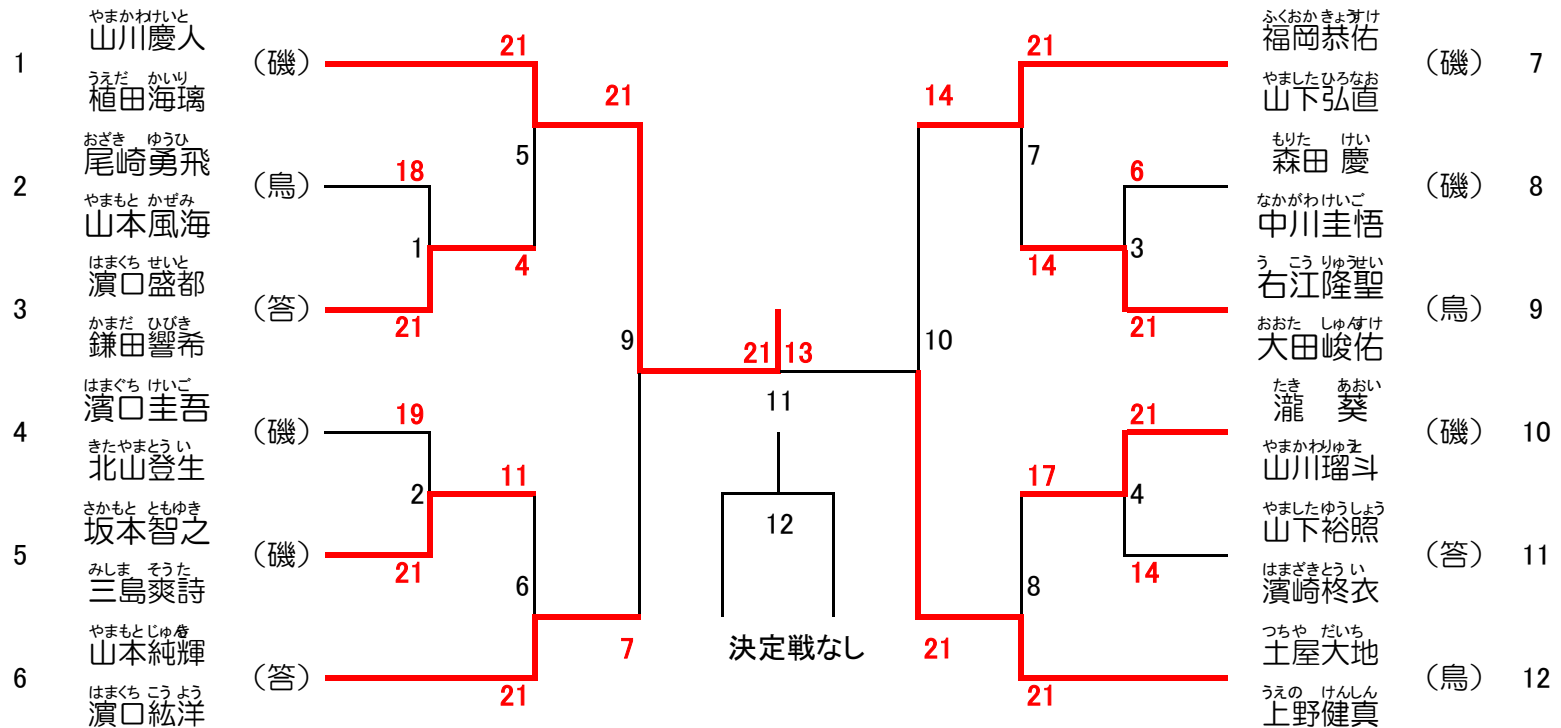 やまかわけいと
山川慶人
1
（磯）
21
うえだ かいり
植田海璃
21
おざき ゆうひ
尾崎勇飛
5
2
（鳥）
18
やまもと かぜみ
山本風海
1
4
はまくち せいと
濵口盛都
3
（答）
21
かまだ ひびき
鎌田響希
9
はまぐち けいご
濵口圭吾
4
（磯）
19
きたやまとうい
北山登生
2
11
さかもと ともゆき
坂本智之
5
（磯）
21
みしま そうた
三島爽詩
6
7
やまもとじゅんき
山本純輝
6
（答）
21
はまくち こうよう
濵口紘洋
21 13
11
12
決定戦なし
ふくおかきょうすけ
福岡恭佑
21
（磯） 7
やましたひろなお
山下弘直
14
もりた けい
森田 慶
7
6
（磯） 8
なかがわけいご
中川圭悟
3
14
うこう りゅうせい
右江隆聖
21
（鳥） 9
おおた しゅんすけ
大田峻佑
10
たき あおい
瀧 葵
21
（磯） 10
やまかわりゅうと
山川瑠斗
17
4
やましたゆうしょう
山下裕照
14
（答） 11
はまざきとうい
濵崎柊衣
8
21
つちや だいち
土屋大地
21
（鳥） 12
うえの けんしん
上野健真